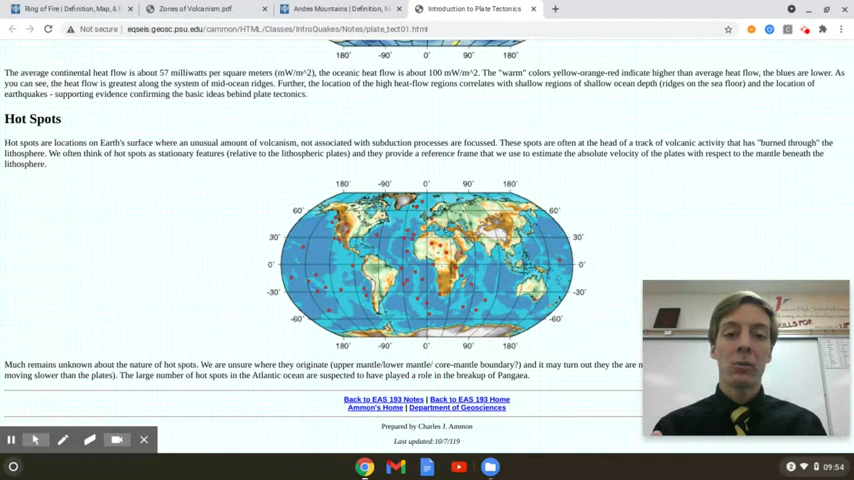 Ring of Fire | Definition, Map, &
Zones of Volcanism.pdf
Andes Mountains | Definition, M
Introduction to Plate Tectonics
eqseis.geosc.psu.edu/cammon/HTML/Classes/IntroQuakes/Notes/plate_tect01.html
180˚ -90˚ 0˚ 90˚ 180˚
The average continental heat flow is about 57 milliwatts per square meters (mW/m^2), the oceanic heat flow is about 100 mW/m^2. The "warm" colors yellow-orange-red indicate higher than average heat flow, the blues are lower. As
you can see, the heat flow is greatest along the system of mid-ocean ridges. Further, the location of the high heat-flow regions correlates with shallow regions of shallow ocean depth (ridges on the sea floor) and the location of
earthquakes - supporting evidence confirming the basic ideas behind plate tectonics.
Hot Spots
Hot spots are locations on Earth's surface where an unusual amount of volcanism, not associated with subduction processes are focussed. These spots are often at the head of a track of volcanic activity that has "burned through" the
lithosphere. We often think of hot spots as stationary features (relative to the lithospheric plates) and they provide a reference frame that we use to estimate the absolute velocity of the plates with respect to the mantle beneath the
lithosphere.
180˚ -90˚ 0˚ 90˚ 180˚
60˚ 60˚
30˚ 30˚
0˚ 0˚
-30˚ -30˚
-60˚ -60˚
180˚ -90˚ 0˚ 90˚ 180˚
Much remains unknown about the nature of hot spots. We are unsure where they originate (upper mantle/lower mantle/ core-mantle boundary?) and it may turn out they the are m
moving slower than the plates). The large number of hot spots in the Atlantic ocean are suspected to have played a role in the breakup of Pangaea.
Back to EAS 193 Notes | Back to EAS 193 Home
Ammon's Home | Department of Geosciences
Prepared by Charles J. Ammon
Last updated:10/7/119
2
09:54